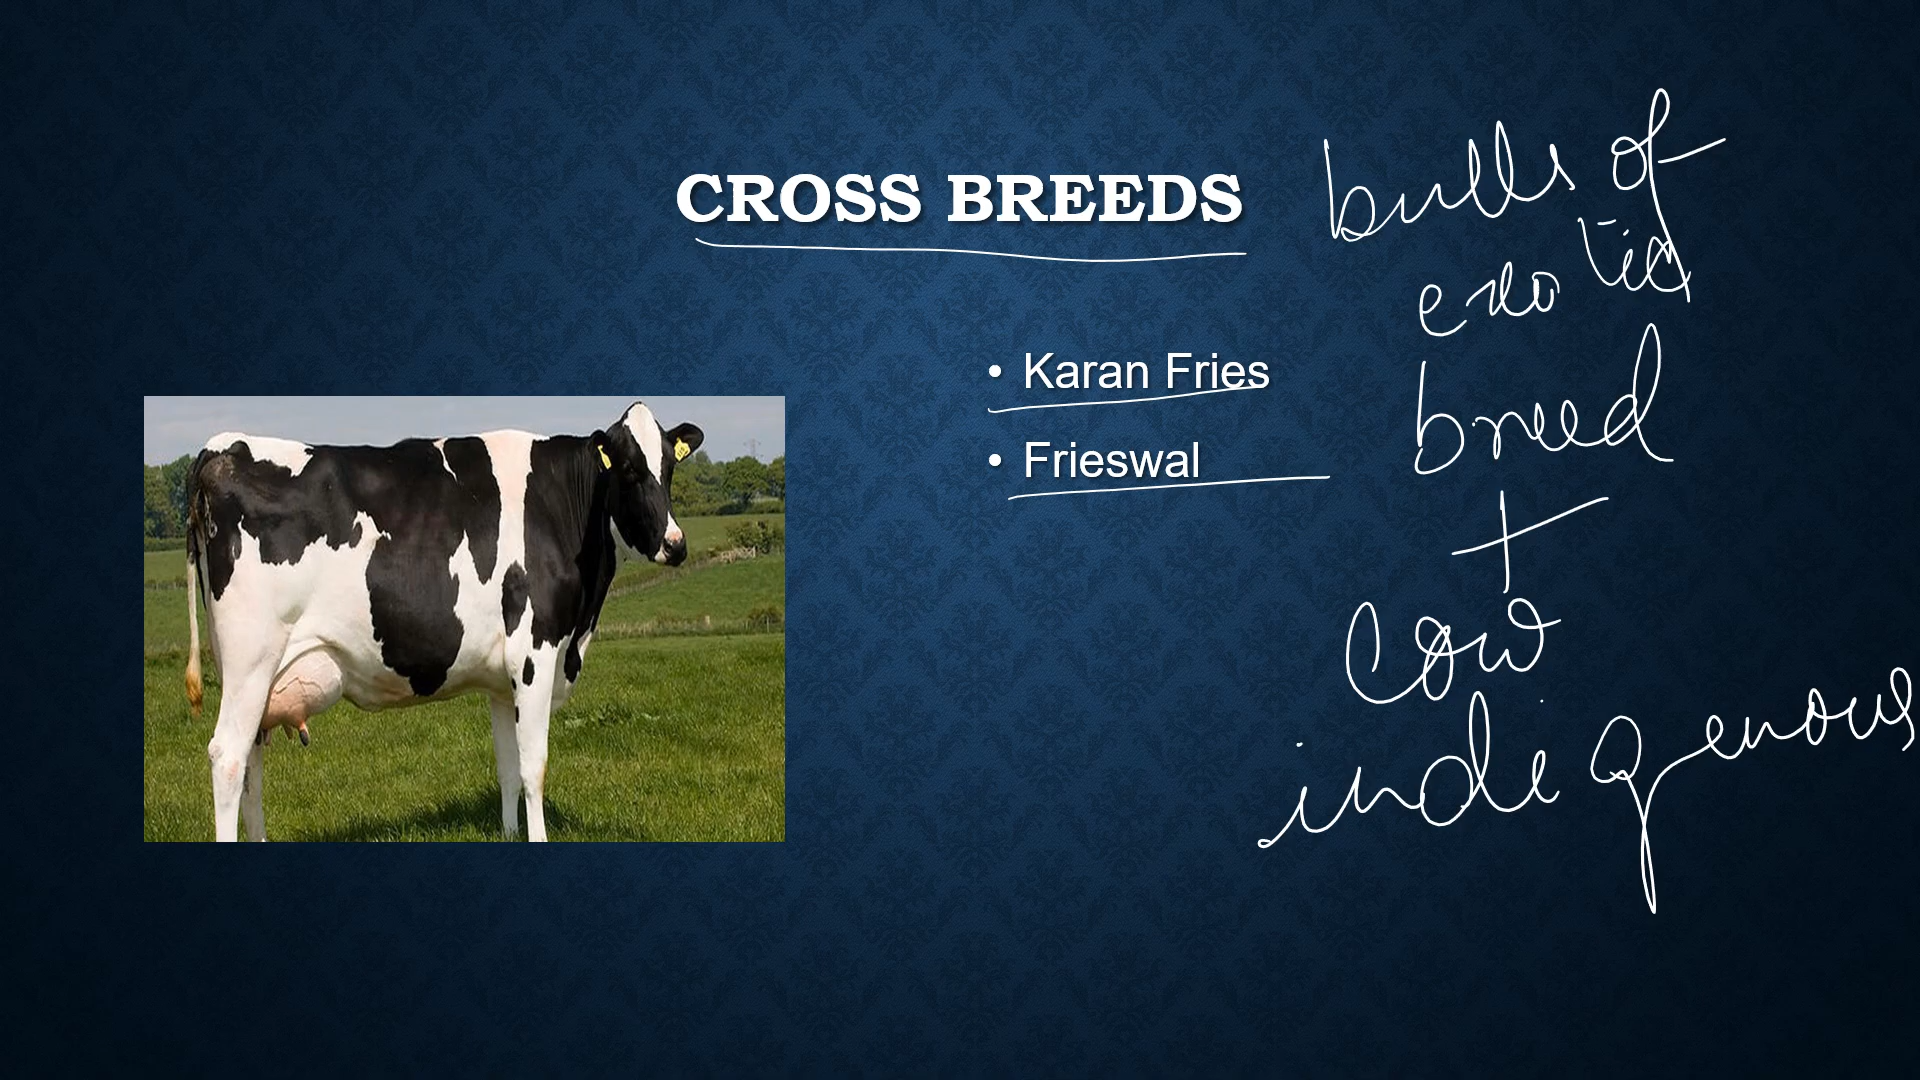 CROSS BREEDS
• Karan Fries
• Frieswal
bulls of
exotic
breed
+
cow
indigenous